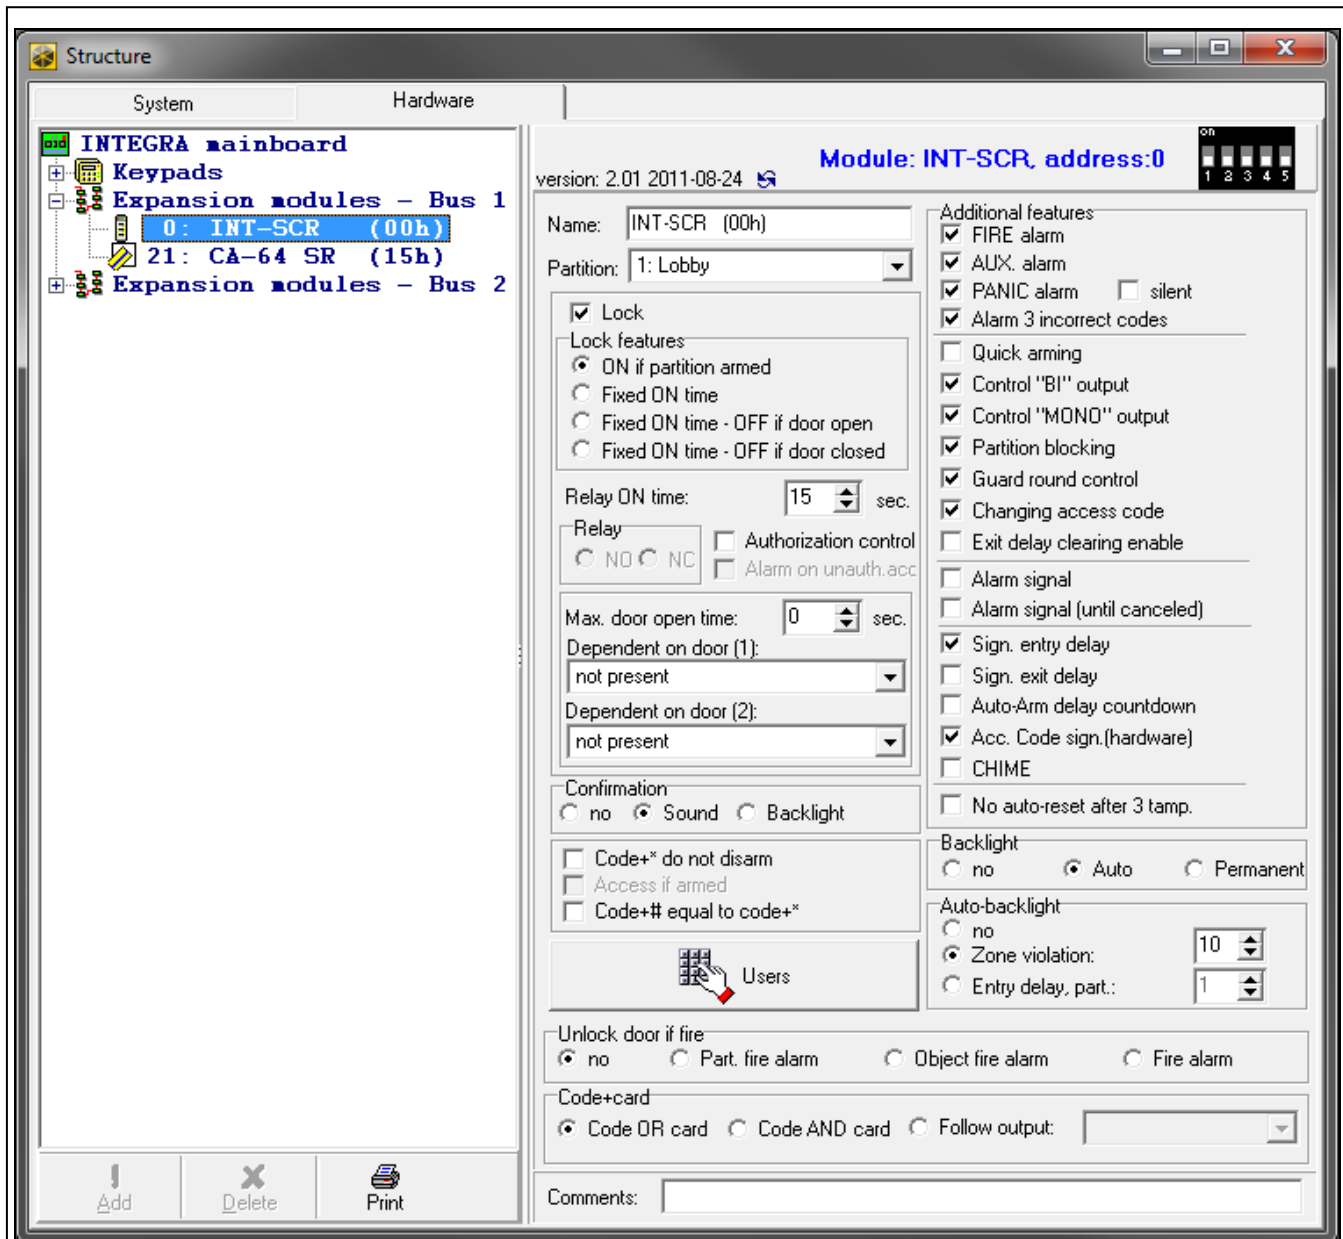 Structure
System Hardware
INTEGRA mainboard
Keypads
Expansion modules - Bus 1
0: INT-SCR (00h)
21: CA-64 SR (15h)
Expansion modules - Bus 2
Add Delete Print
version: 2.01 2011-08-24
Module: INT-SCR, address:0
on
1 2 3 4 5
Name: INT-SCR (00h)
Partition: 1: Lobby
Lock
Lock features
ON if partition armed
Fixed ON time
Fixed ON time - OFF if door open
Fixed ON time - OFF if door closed
Relay ON time: 15 sec.
Relay
NO NC
Authorization control
Alarm on unauth.acc
Max. door open time: 0 sec.
Dependent on door (1):
not present
Dependent on door (2):
not present
Confirmation
no Sound Backlight
Code+* do not disarm
Access if armed
Code+# equal to code+*
Users
Additional features
FIRE alarm
AUX. alarm
PANIC alarm silent
Alarm 3 incorrect codes
Quick arming
Control "BI" output
Control "MONO" output
Partition blocking
Guard round control
Changing access code
Exit delay clearing enable
Alarm signal
Alarm signal (until canceled)
Sign. entry delay
Sign. exit delay
Auto-Arm delay countdown
Acc. Code sign.(hardware)
CHIME
No auto-reset after 3 tamp.
Backlight
no Auto Permanent
Auto-backlight
no
Zone violation: 10
Entry delay, part.: 1
Unlock door if fire
no Part. fire alarm Object fire alarm Fire alarm
Code+card
Code OR card Code AND card Follow output:
Comments: